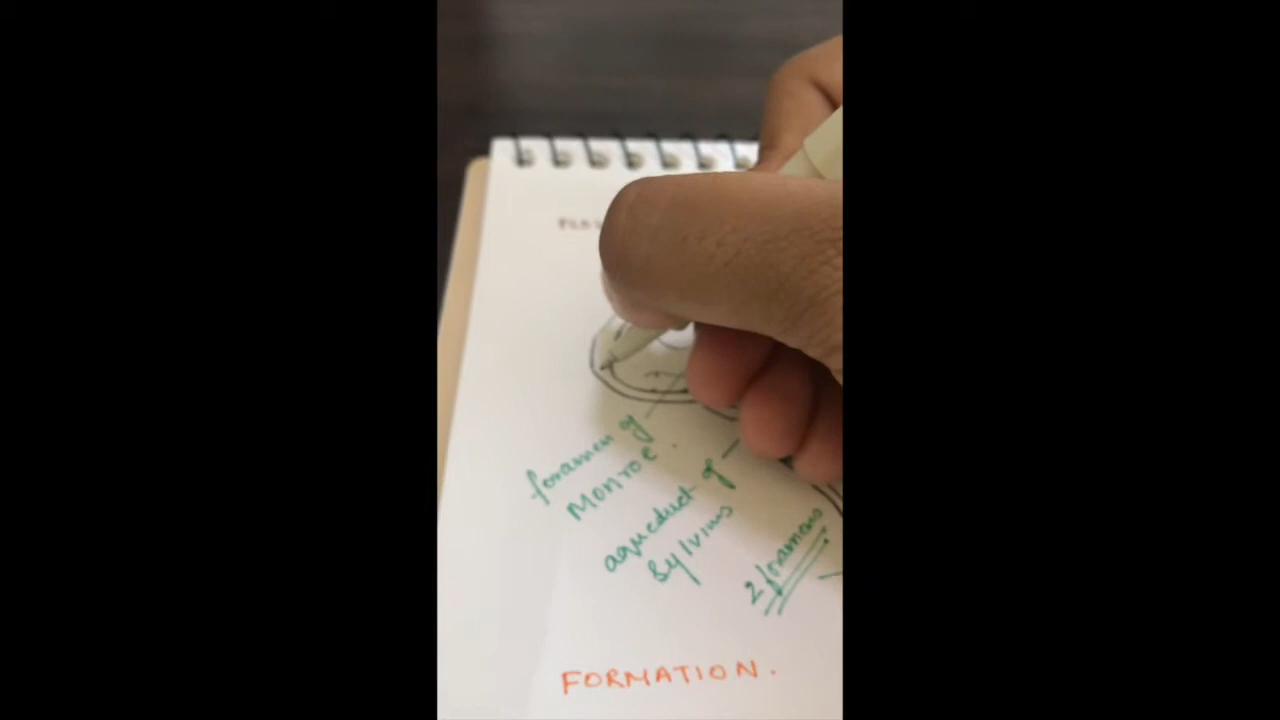 foramen of
Monroe.
aqueduct of
Sylvius
2 foramens
FORMATION.